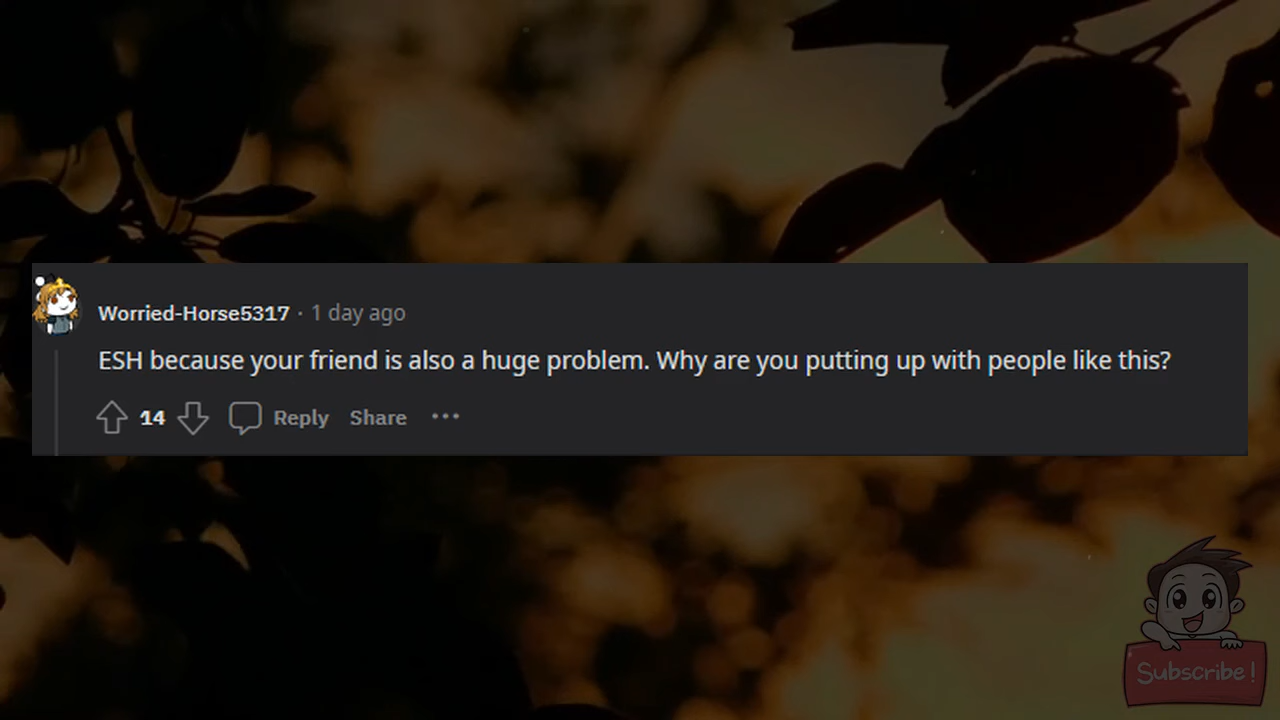 Worried-Horse5317 · 1 day ago
ESH because your friend is also a huge problem. Why are you putting up with people like this?
14 Reply Share ···
Subscribe!